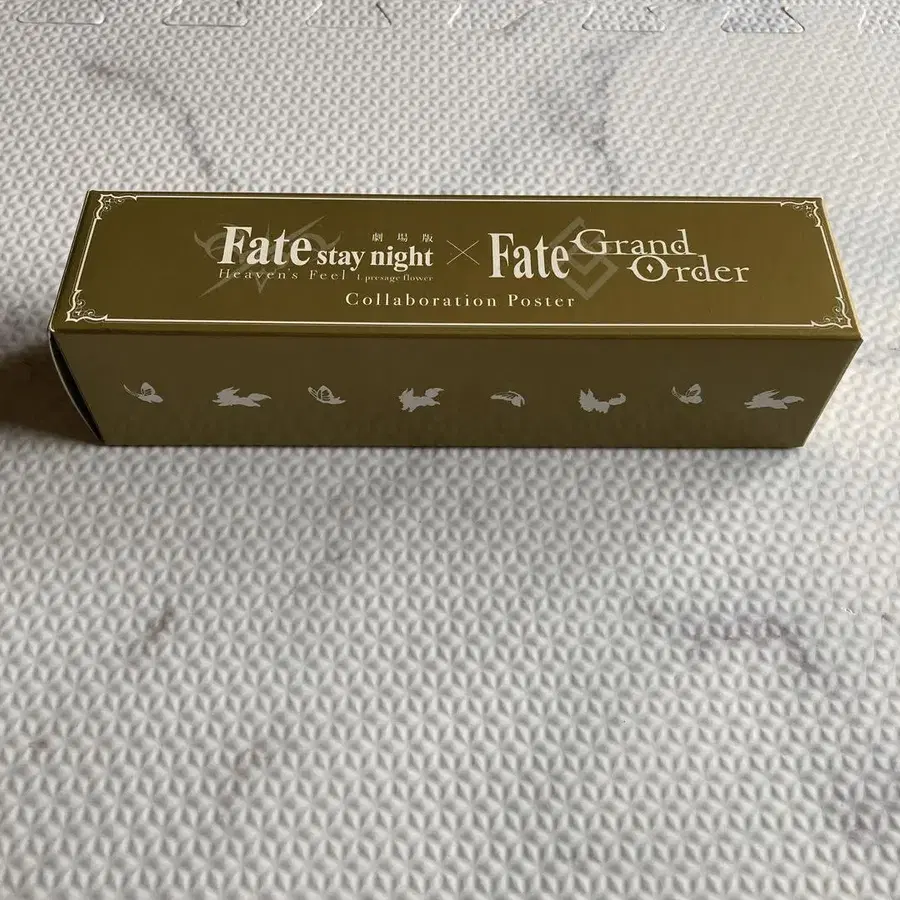 劇場版
Fate stay night × Fate Grand Order
Heaven's Feel I.presage flower
Collaboration Poster